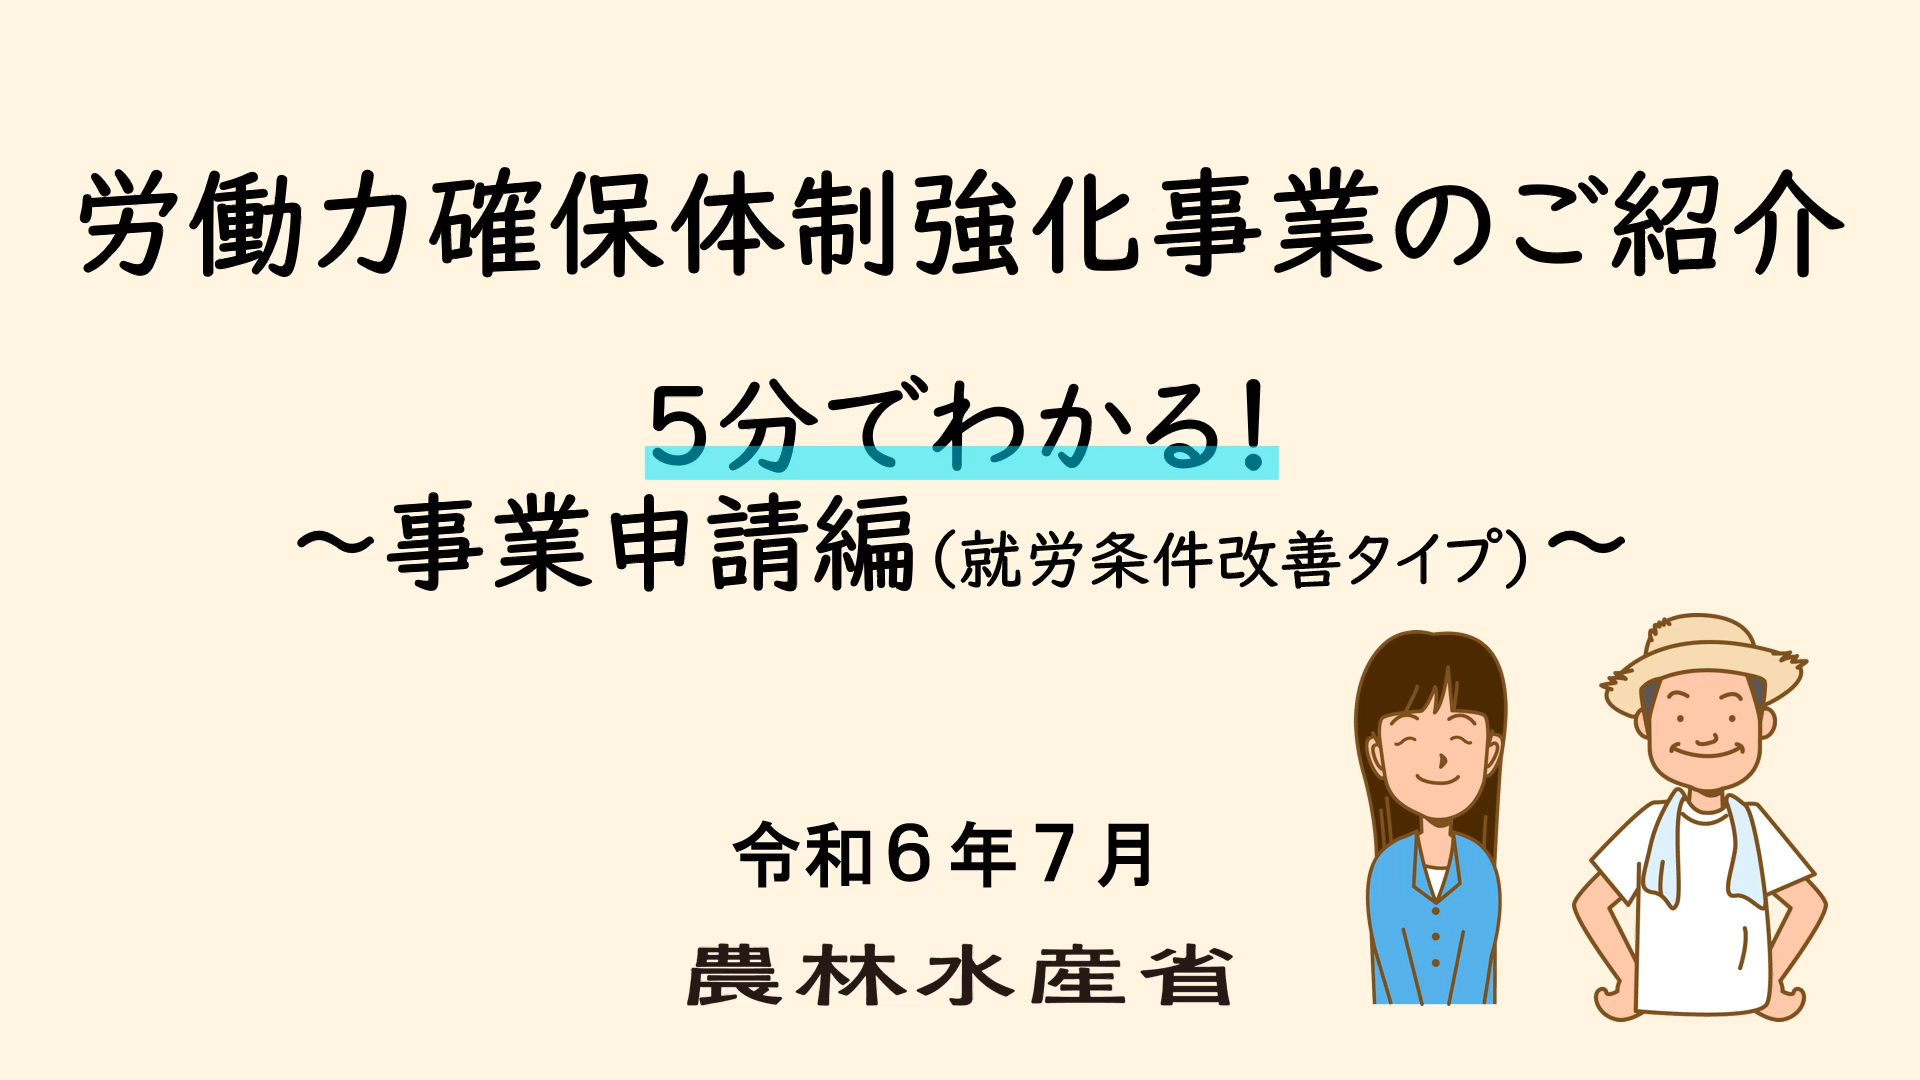 労働力確保体制強化事業のご紹介
5分でわかる!
～事業申請編（就労条件改善タイプ）～
令和６年７月
農林水産省